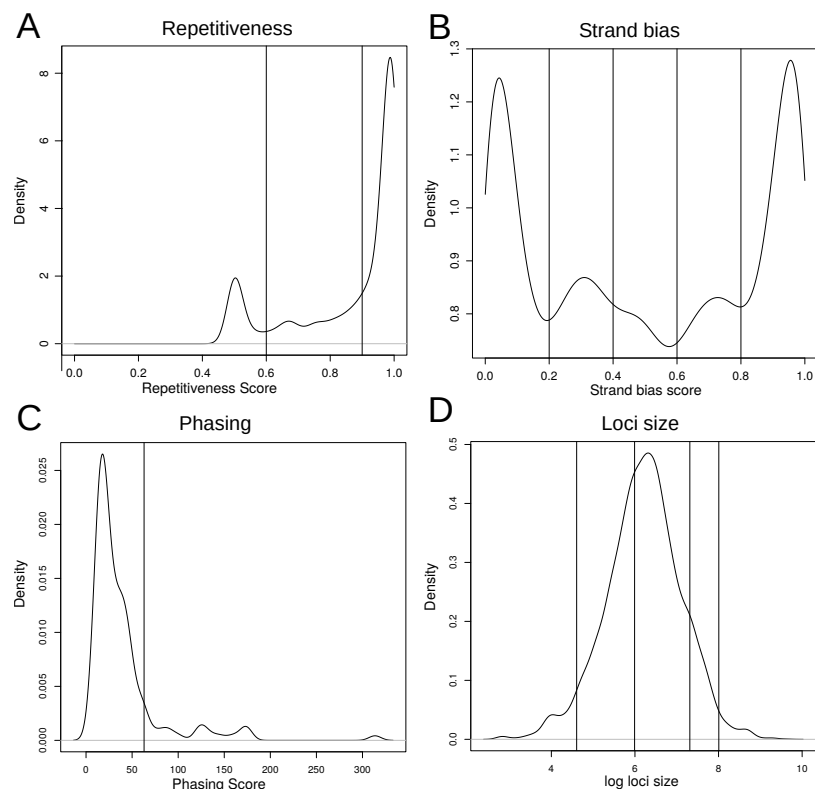 A
Repetitiveness
Density
0 2 4 6 8
0.0 0.2 0.4 0.6 0.8 1.0
Repetitiveness Score
B
Strand bias
Density
0.8 0.9 1.0 1.1 1.2 1.3
0.0 0.2 0.4 0.6 0.8 1.0
Strand bias score
C
Phasing
Density
0.000 0.005 0.010 0.015 0.020 0.025
0 50 100 150 200 250 300
Phasing Score
D
Loci size
Density
0.0 0.1 0.2 0.3 0.4 0.5
4 6 8 10
log loci size